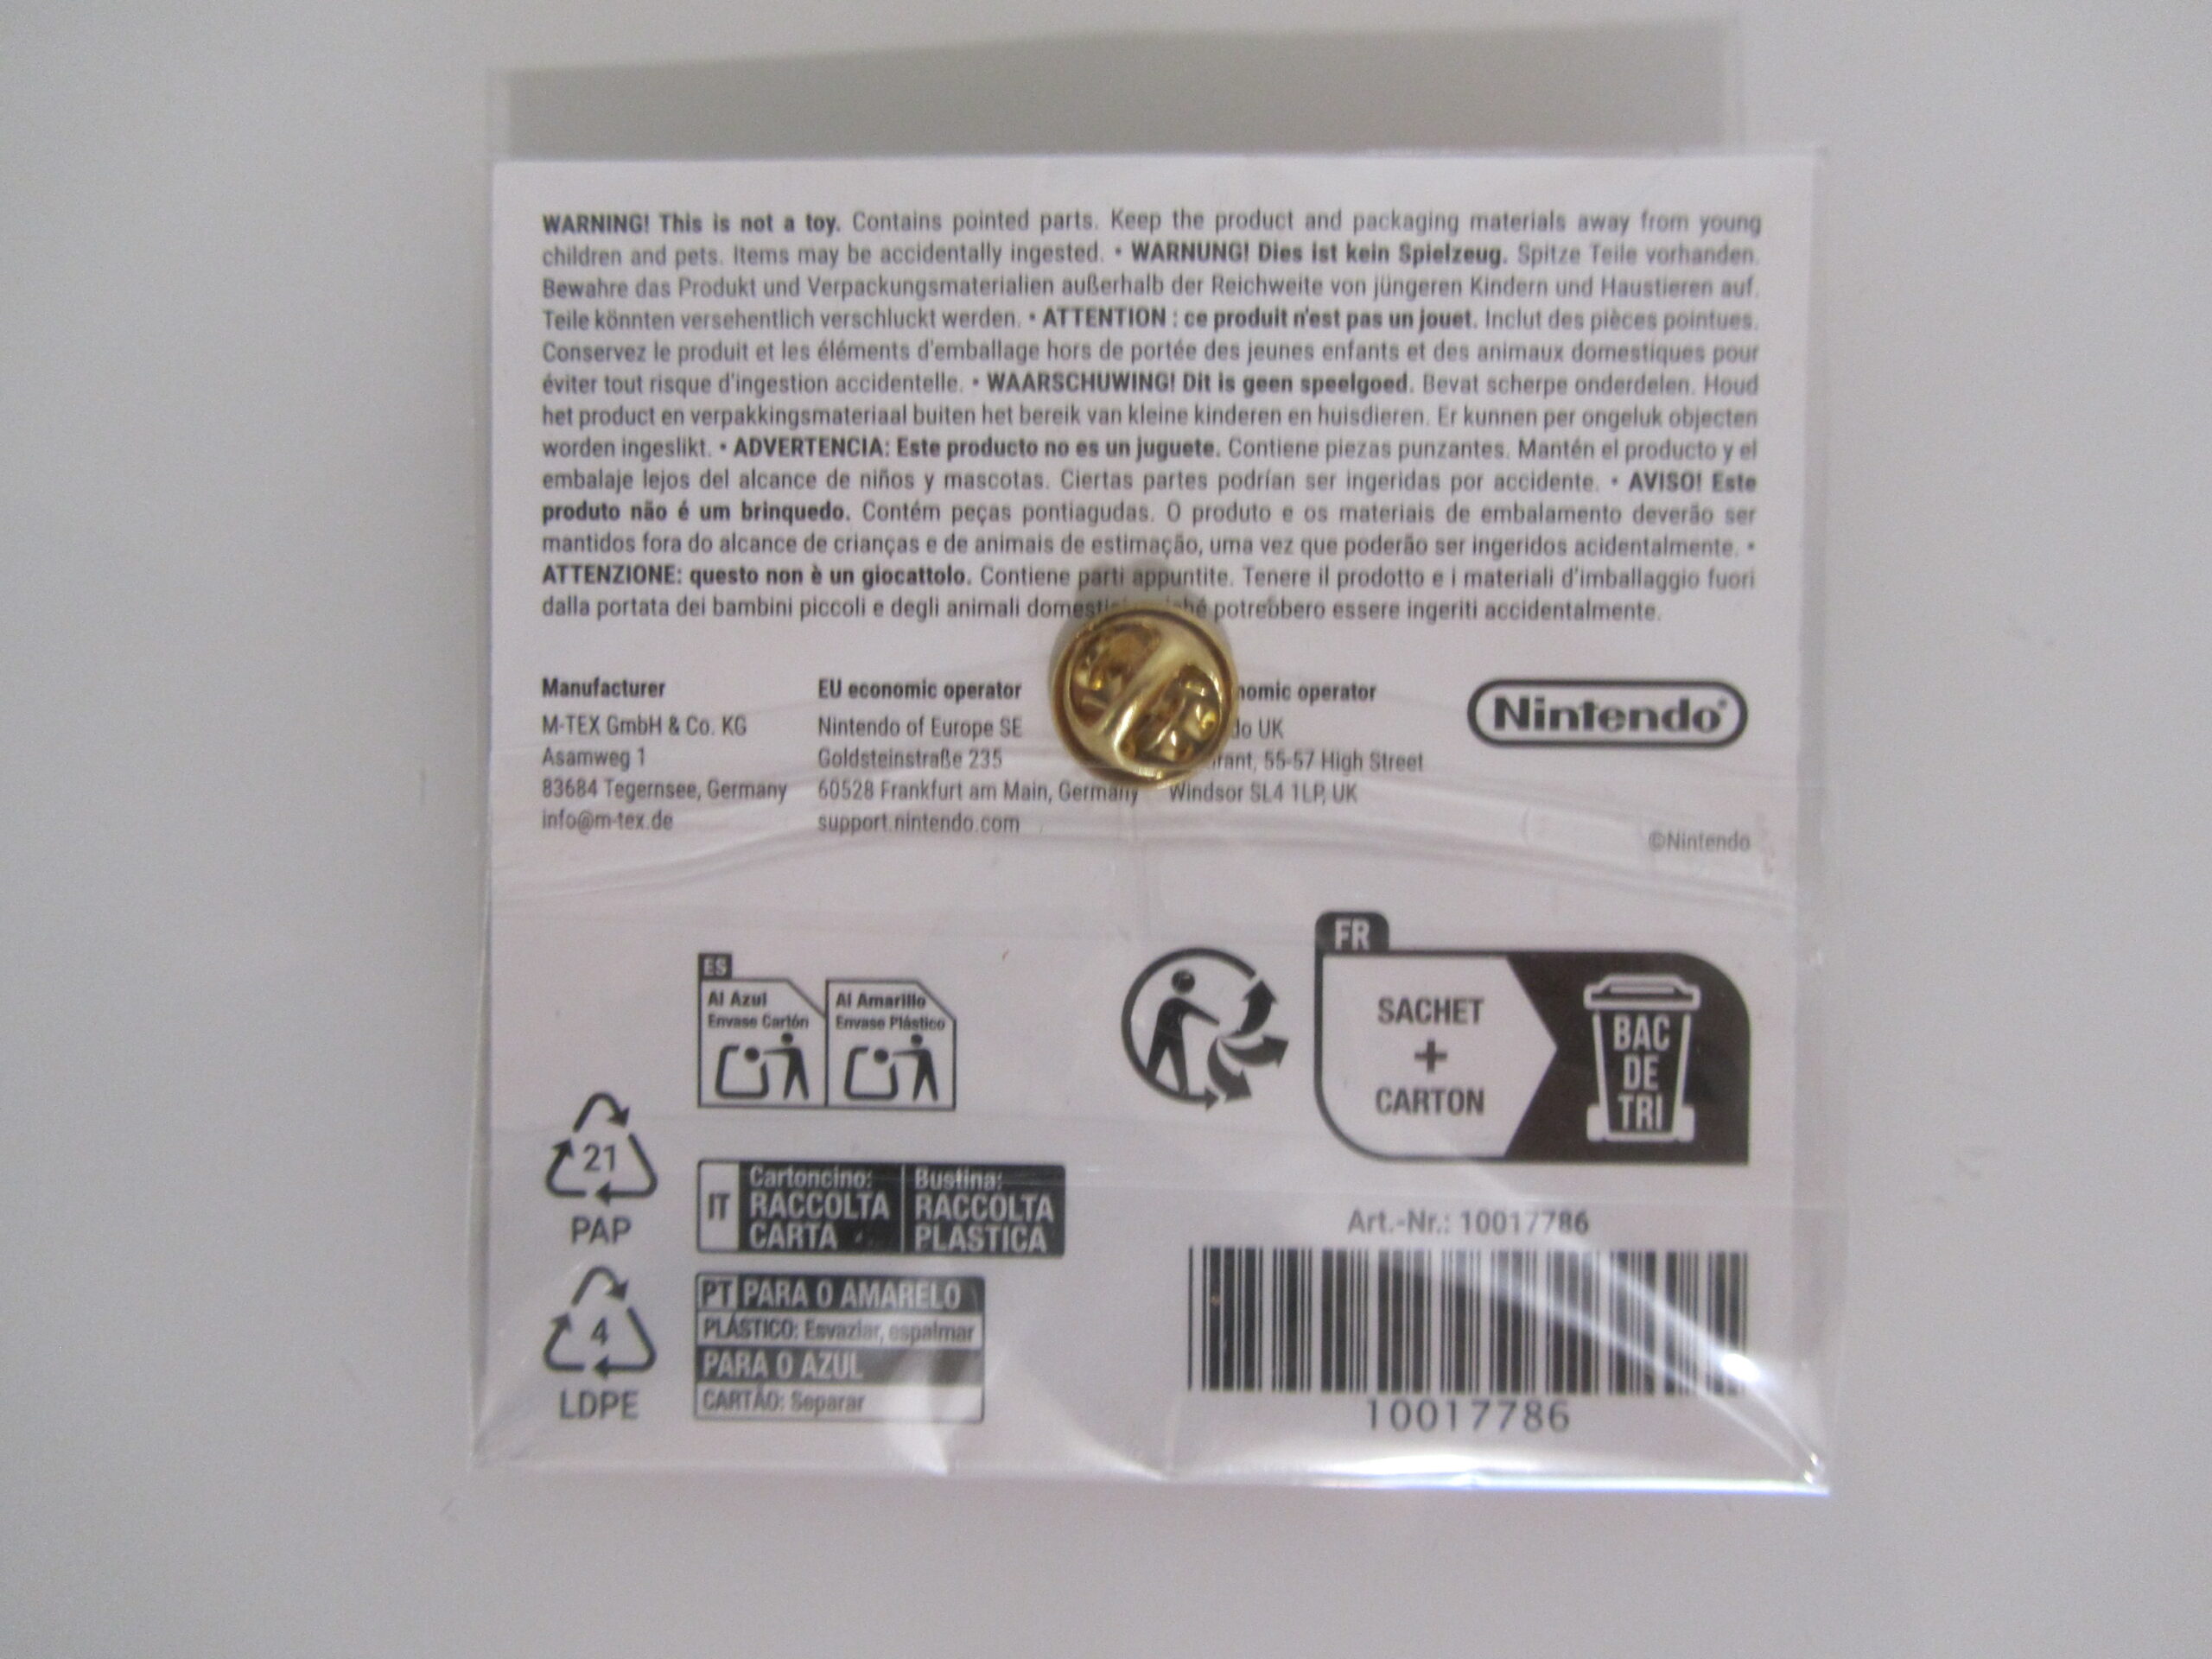 WARNING! This is not a toy. Contains pointed parts. Keep the product and packaging materials away from young
children and pets. Items may be accidentally ingested. • WARNUNG! Dies ist kein Spielzeug. Spitze Teile vorhanden.
Bewahre das Produkt und Verpackungsmaterialien außerhalb der Reichweite von jüngeren Kindern und Haustieren auf.
Teile könnten versehentlich verschluckt werden. • ATTENTION : ce produit n'est pas un jouet. Inclut des pièces pointues.
Conservez le produit et les éléments d'emballage hors de portée des jeunes enfants et des animaux domestiques pour
éviter tout risque d'ingestion accidentelle. • WAARSCHUWING! Dit is geen speelgoed. Bevat scherpe onderdelen. Houd
het product en verpakkingsmateriaal buiten het bereik van kleine kinderen en huisdieren. Er kunnen per ongeluk objecten
worden ingeslikt. • ADVERTENCIA: Este producto no es un juguete. Contiene piezas punzantes. Mantén el producto y el
embalaje lejos del alcance de niños y mascotas. Ciertas partes podrían ser ingeridas por accidente. • AVISO! Este
produto não é um brinquedo. Contém peças pontiagudas. O produto e os materiais de embalamento deverão ser
mantidos fora do alcance de crianças e de animais de estimação, uma vez que poderão ser ingeridos acidentalmente. •
ATTENZIONE: questo non è un giocattolo. Contiene parti appuntite. Tenere il prodotto e i materiali d'imballaggio fuori
dalla portata dei bambini piccoli e degli animali potrebbero essere ingeriti accidentalmente.
Manufacturer
M-TEX GmbH & Co. KG
Asamweg 1
83684 Tegernsee, Germany
info@m-tex.de
EU economic operator
Nintendo of Europe SE
Goldsteinstraße 235
60528 Frankfurt am Main, Germany
support.nintendo.com
operator
UK
55-57 High Street
Windsor SL4 1LP, UK
Nintendo
©Nintendo
ES
Al Azul
Envase Cartón
Al Amarillo
Envase Plástico
FR
SACHET
+
CARTON
BAC
DE
TRI
21
PAP
IT
Cartoncino:
RACCOLTA
CARTA
Bustina:
RACCOLTA
PLASTICA
4
LDPE
PT PARA O AMARELO
PLÁSTICO: Esvaziar, espalmar
PARA O AZUL
CARTÃO: Separar
Art.-Nr.: 10017786
10017786